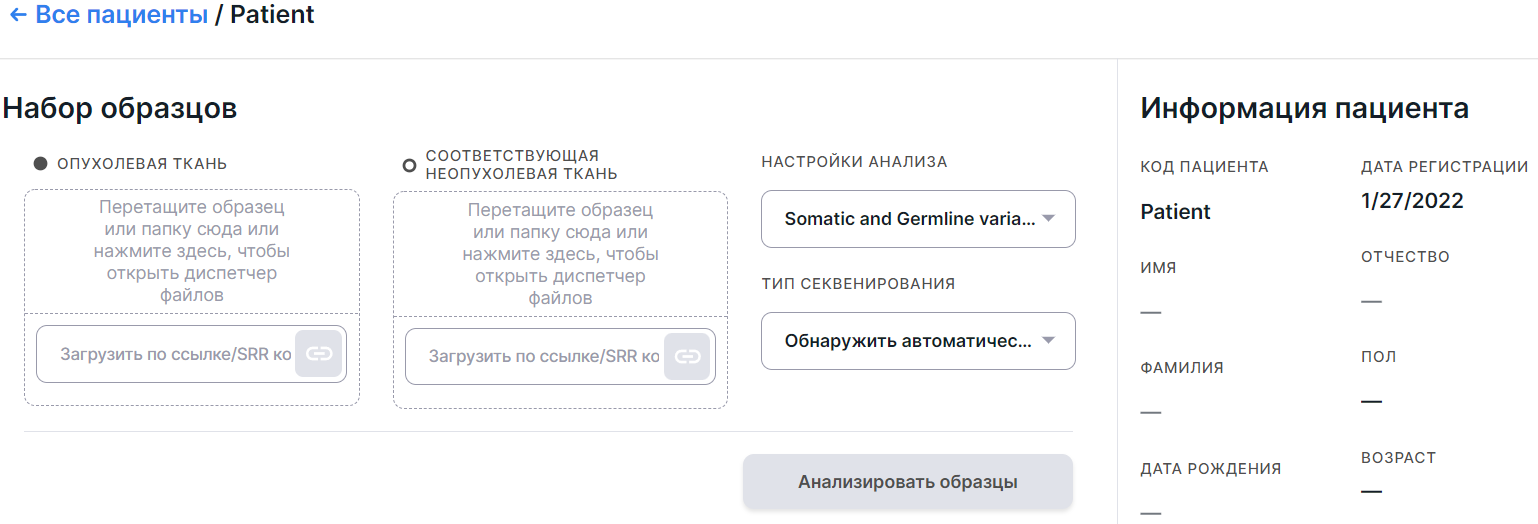 ← Все пациенты / Patient
Набор образцов
ОПУХОЛЕВАЯ ТКАНЬ
Перетащите образец
или папку сюда или
нажмите здесь, чтобы
открыть диспетчер
файлов
Загрузить по ссылке/SRR ко
СООТВЕТСТВУЮЩАЯ
НЕОПУХОЛЕВАЯ ТКАНЬ
Перетащите образец
или папку сюда или
нажмите здесь, чтобы
открыть диспетчер
файлов
Загрузить по ссылке/SRR ко
НАСТРОЙКИ АНАЛИЗА
Somatic and Germline varia...
ТИП СЕКВЕНИРОВАНИЯ
Обнаружить автоматичес...
Анализировать образцы
Информация пациента
КОД ПАЦИЕНТА
Patient
ДАТА РЕГИСТРАЦИИ
1/27/2022
ИМЯ
—
ОТЧЕСТВО
—
ФАМИЛИЯ
—
ПОЛ
—
ДАТА РОЖДЕНИЯ
—
ВОЗРАСТ
—